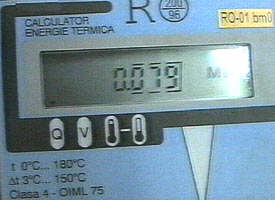 CALCULATOR
ENERGIE TERMICA
R
200
96
RO-01 bm0
0.079
M
Q V
t 0°C... 180°C
Δt 3°C... 150°C
Clasa 4 - OIML 75